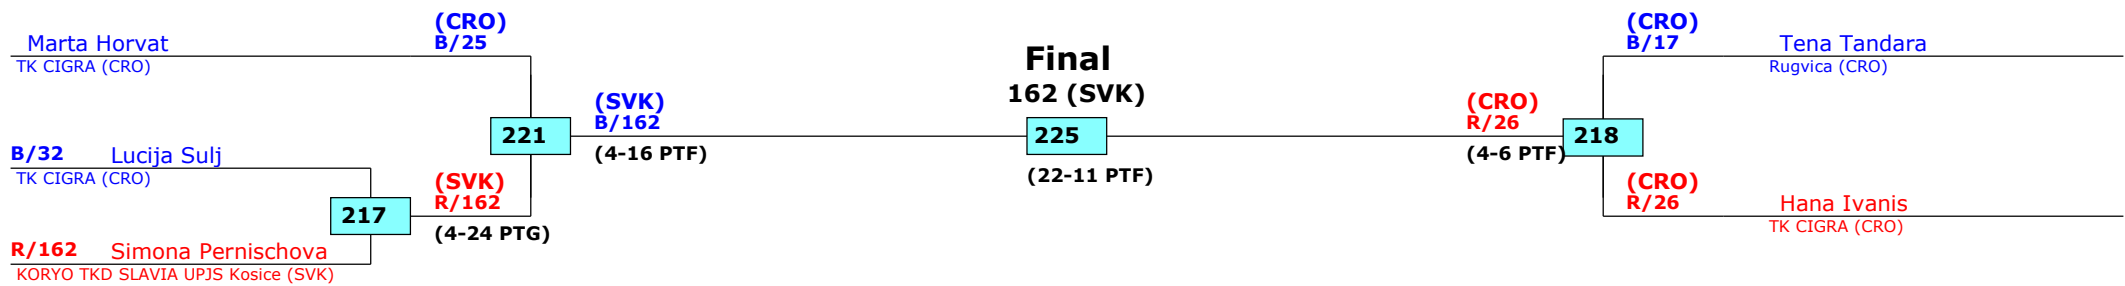 (CRO)
B/25
Marta Horvat
TK CIGRA (CRO)
B/32 Lucija Sulj
TK CIGRA (CRO)
R/162 Simona Pernischova
KORYO TKD SLAVIA UPJS Kosice (SVK)
217
(SVK)
R/162
(4-24 PTG)
221
(SVK)
B/162
(4-16 PTF)
Final
162 (SVK)
225
(22-11 PTF)
(CRO)
R/26
(4-6 PTF)
218
(CRO)
B/17 Tena Tandara
Rugvica (CRO)
(CRO)
R/26 Hana Ivanis
TK CIGRA (CRO)